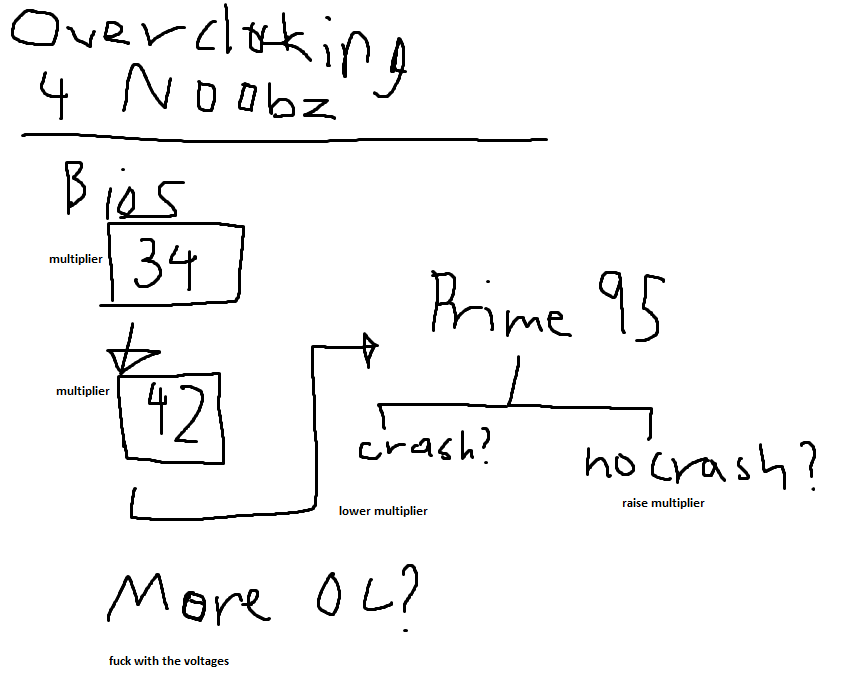 Overclocking
4 Noobz
Bios
multiplier 34
multiplier 42
Prime 95
crash?
lower multiplier
no crash?
raise multiplier
More OC?
fuck with the voltages